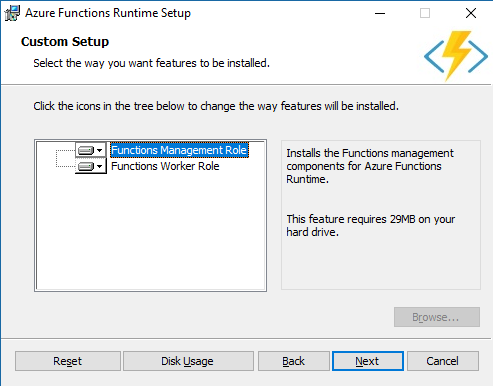 Azure Functions Runtime Setup
Custom Setup
Select the way you want features to be installed.
Click the icons in the tree below to change the way features will be installed.
Functions Management Role
Functions Worker Role
Installs the Functions management
components for Azure Functions
Runtime.
This feature requires 29MB on your
hard drive.
Browse...
Reset
Disk Usage
Back
Next
Cancel